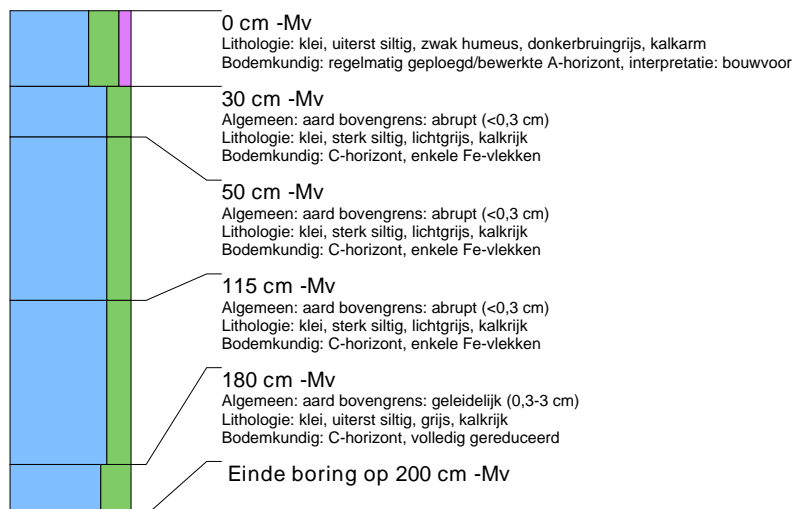 0 cm -Mv
Lithologie: klei, uiterst siltig, zwak humeus, donkerbruingrijs, kalkarm
Bodemkundig: regelmatig geploegd/bewerkte A-horizont, interpretatie: bouwvoor
30 cm -Mv
Algemeen: aard bovengrens: abrupt (<0,3 cm)
Lithologie: klei, sterk siltig, lichtgrijs, kalkrijk
Bodemkundig: C-horizont, enkele Fe-vlekken
50 cm -Mv
Algemeen: aard bovengrens: abrupt (<0,3 cm)
Lithologie: klei, sterk siltig, lichtgrijs, kalkrijk
Bodemkundig: C-horizont, enkele Fe-vlekken
115 cm -Mv
Algemeen: aard bovengrens: abrupt (<0,3 cm)
Lithologie: klei, sterk siltig, lichtgrijs, kalkrijk
Bodemkundig: C-horizont, enkele Fe-vlekken
180 cm -Mv
Algemeen: aard bovengrens: geleidelijk (0,3-3 cm)
Lithologie: klei, uiterst siltig, grijs, kalkrijk
Bodemkundig: C-horizont, volledig gereduceerd
Einde boring op 200 cm -Mv